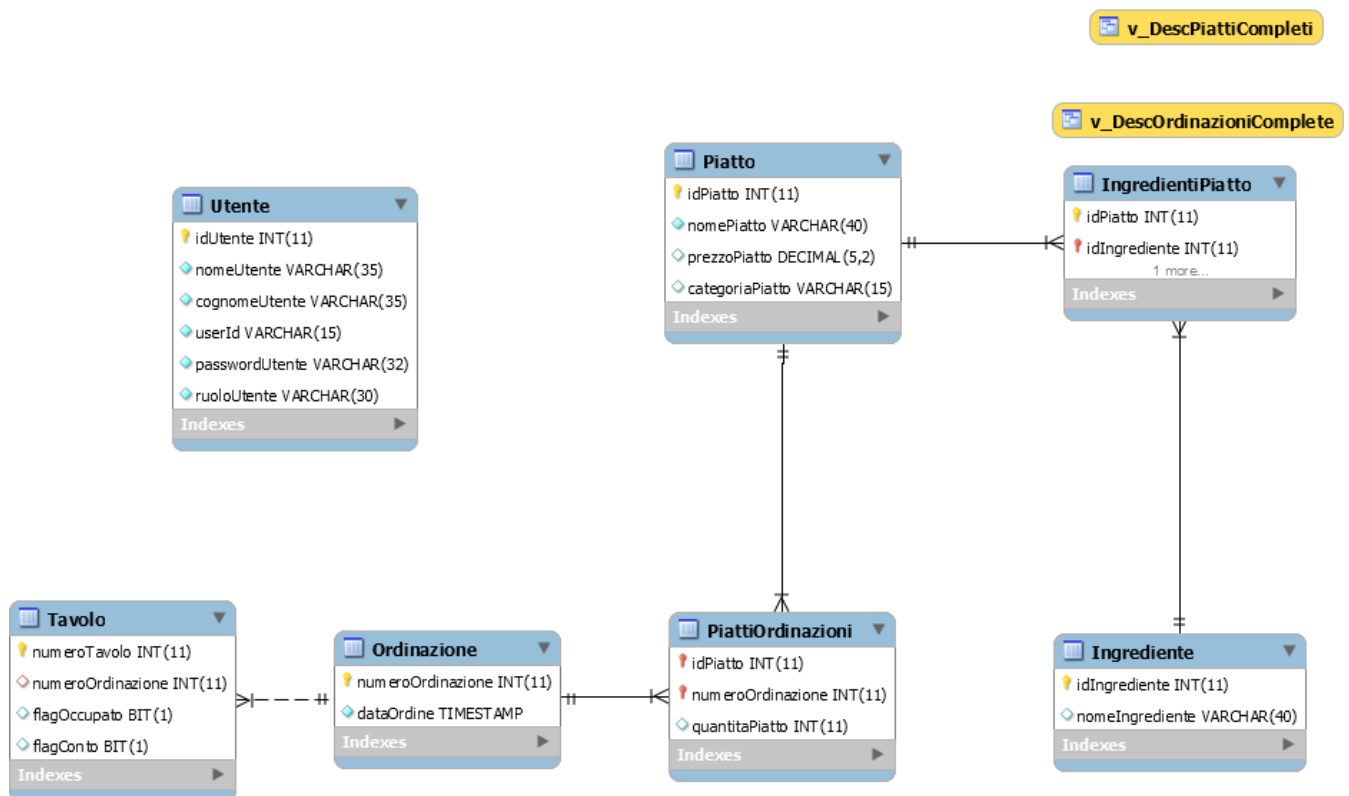 v_DescPiattiCompleti
v_DescOrdinazioniComplete
Utente
idUtente INT(11)
nomeUtente VARCHAR(35)
cognomeUtente VARCHAR(35)
userId VARCHAR(15)
passwordUtente VARCHAR(32)
ruoloUtente VARCHAR(30)
Indexes
Piatto
idPiatto INT(11)
nomePiatto VARCHAR(40)
prezzoPiatto DECIMAL(5,2)
categoriaPiatto VARCHAR(15)
Indexes
IngredientiPiatto
idPiatto INT(11)
idIngrediente INT(11)
1 more...
Indexes
Tavolo
numeroTavolo INT(11)
numeroOrdinazione INT(11)
flagOccupato BIT(1)
flagConto BIT(1)
Indexes
Ordinazione
numeroOrdinazione INT(11)
dataOrdine TIMESTAMP
Indexes
PiattiOrdinazioni
idPiatto INT(11)
numeroOrdinazione INT(11)
quantitaPiatto INT(11)
Indexes
Ingrediente
idIngrediente INT(11)
nomeIngrediente VARCHAR(40)
Indexes